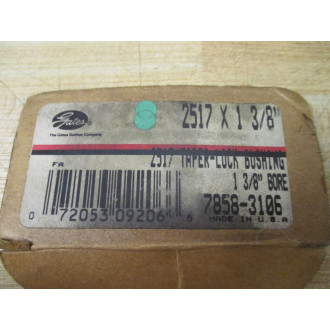 Gates
The Gates Rubber Company
2517 X 1 3/8"
FR
2517 TAPER-LOCK BUSHING
1 3/8" BORE
0 72053 09206 6
7858-3106
MADE IN U.S.A